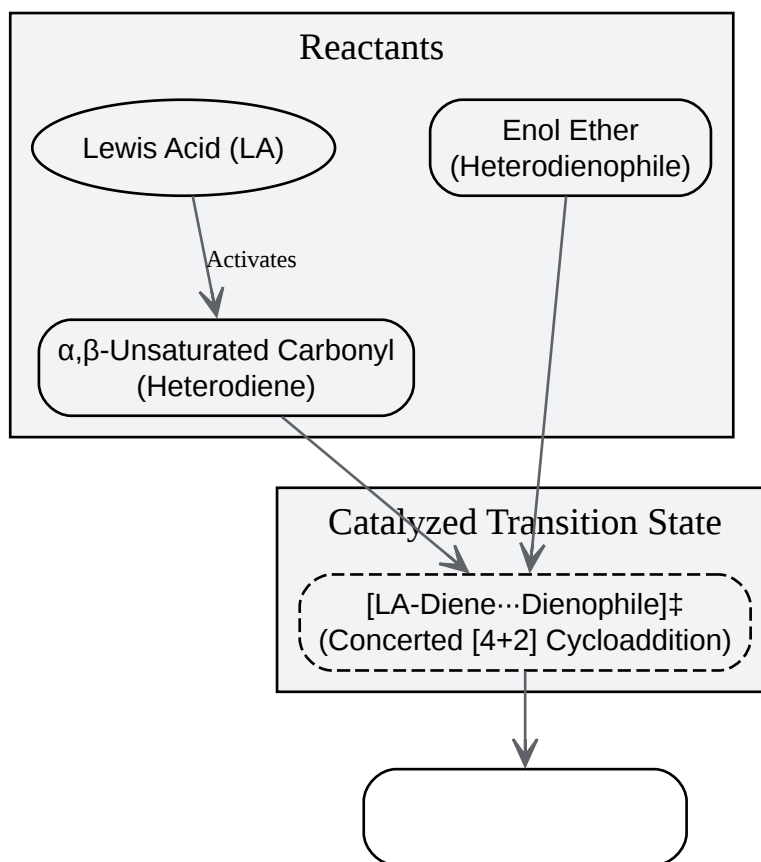 Reactants
Lewis Acid (LA)
Enol Ether
(Heterodienophile)
Activates
α,β-Unsaturated Carbonyl
(Heterodiene)
Catalyzed Transition State
[LA-Diene···Dienophile]‡
(Concerted [4+2] Cycloaddition)